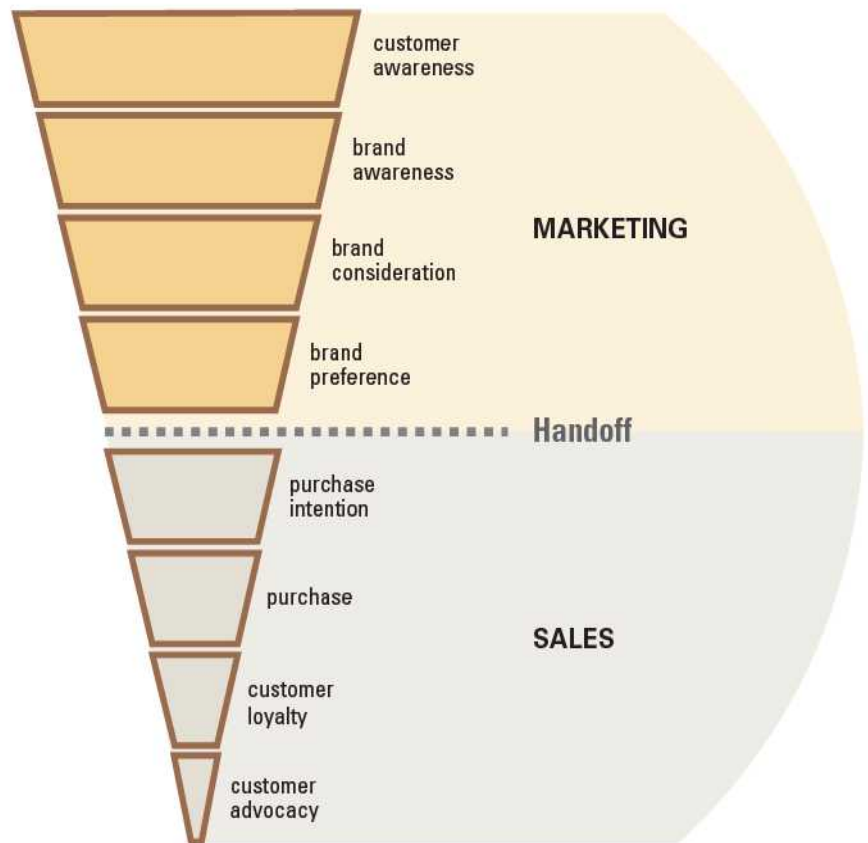 customer
awareness
brand
awareness
brand
consideration
MARKETING
brand
preference
Handoff
purchase
intention
purchase
SALES
customer
loyalty
customer
advocacy